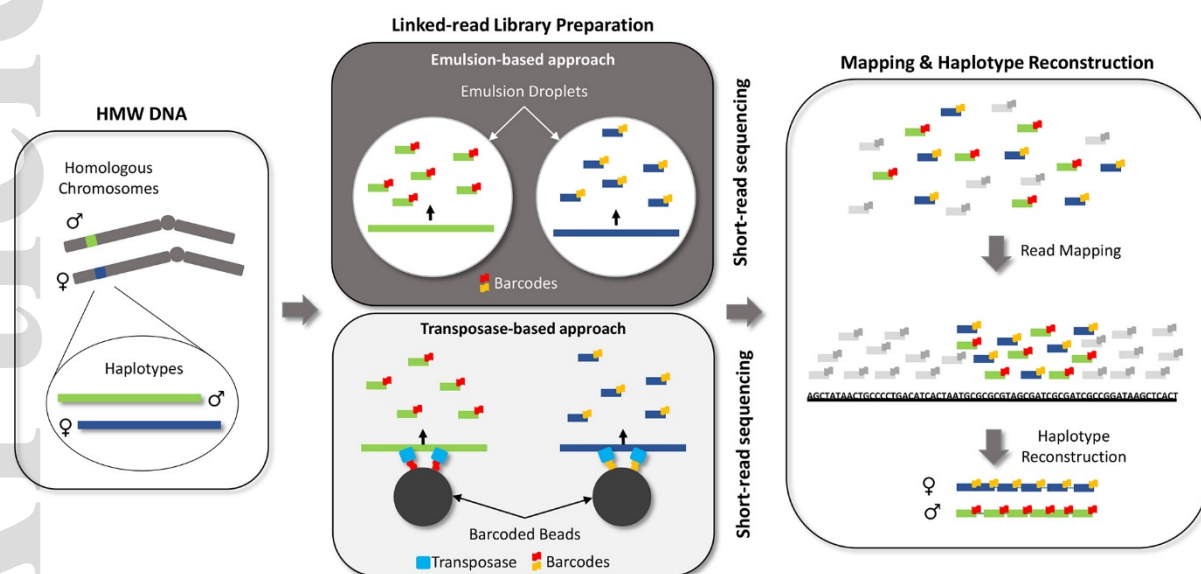 Linked-read Library Preparation
HMW DNA
Homologous
Chromosomes
♂
♀
Haplotypes
♂
♀
Emulsion-based approach
Emulsion Droplets
Barcodes
Transposase-based approach
Barcoded Beads
Transposase
Barcodes
Short-read sequencing
Short-read sequencing
Mapping & Haplotype Reconstruction
Read Mapping
AGCTATAACTGCCCCTGACATCACTAATGCGCGCGTAGCGATCGCGATCGCCGGATAAGCTCACT
Haplotype
Reconstruction
♀
♂